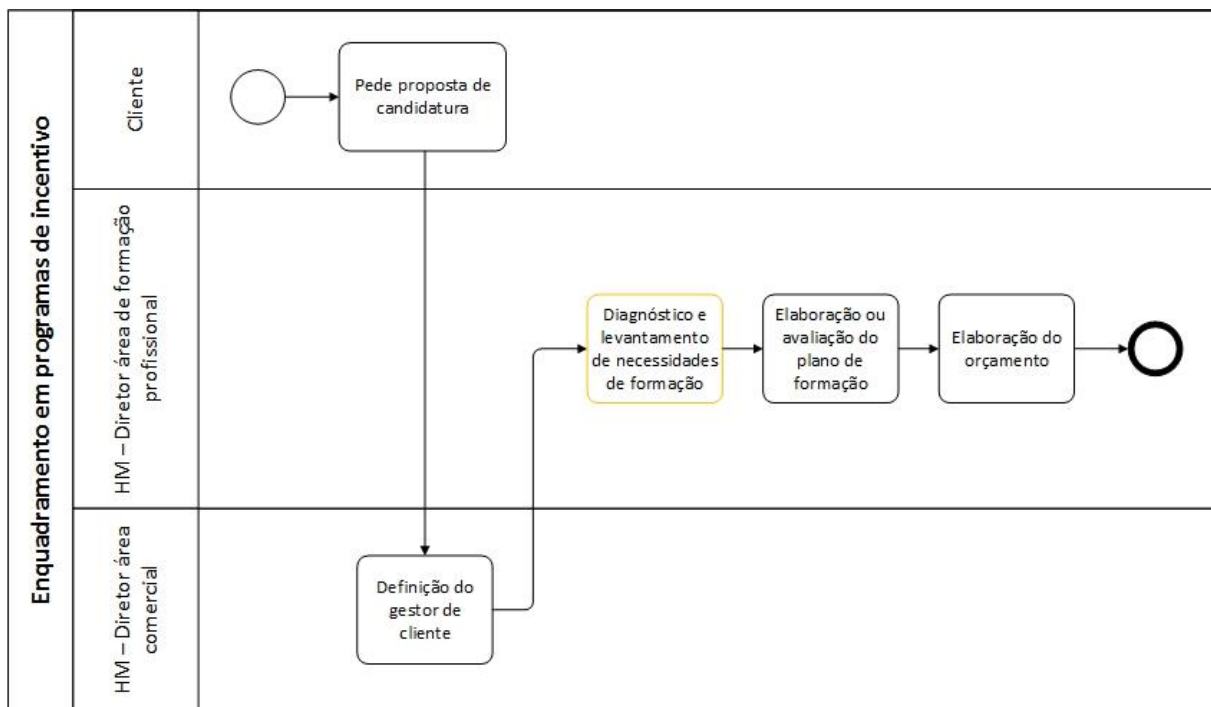 Enquadramento em programas de incentivo
Cliente
Pede proposta de
candidatura
HM – Diretor área de formação
profissional
Diagnóstico e
levantamento
de necessidades
de formação
Elaboração ou
avaliação do
plano de
formação
Elaboração do
orçamento
HM – Diretor área
comercial
Definição do
gestor de
cliente